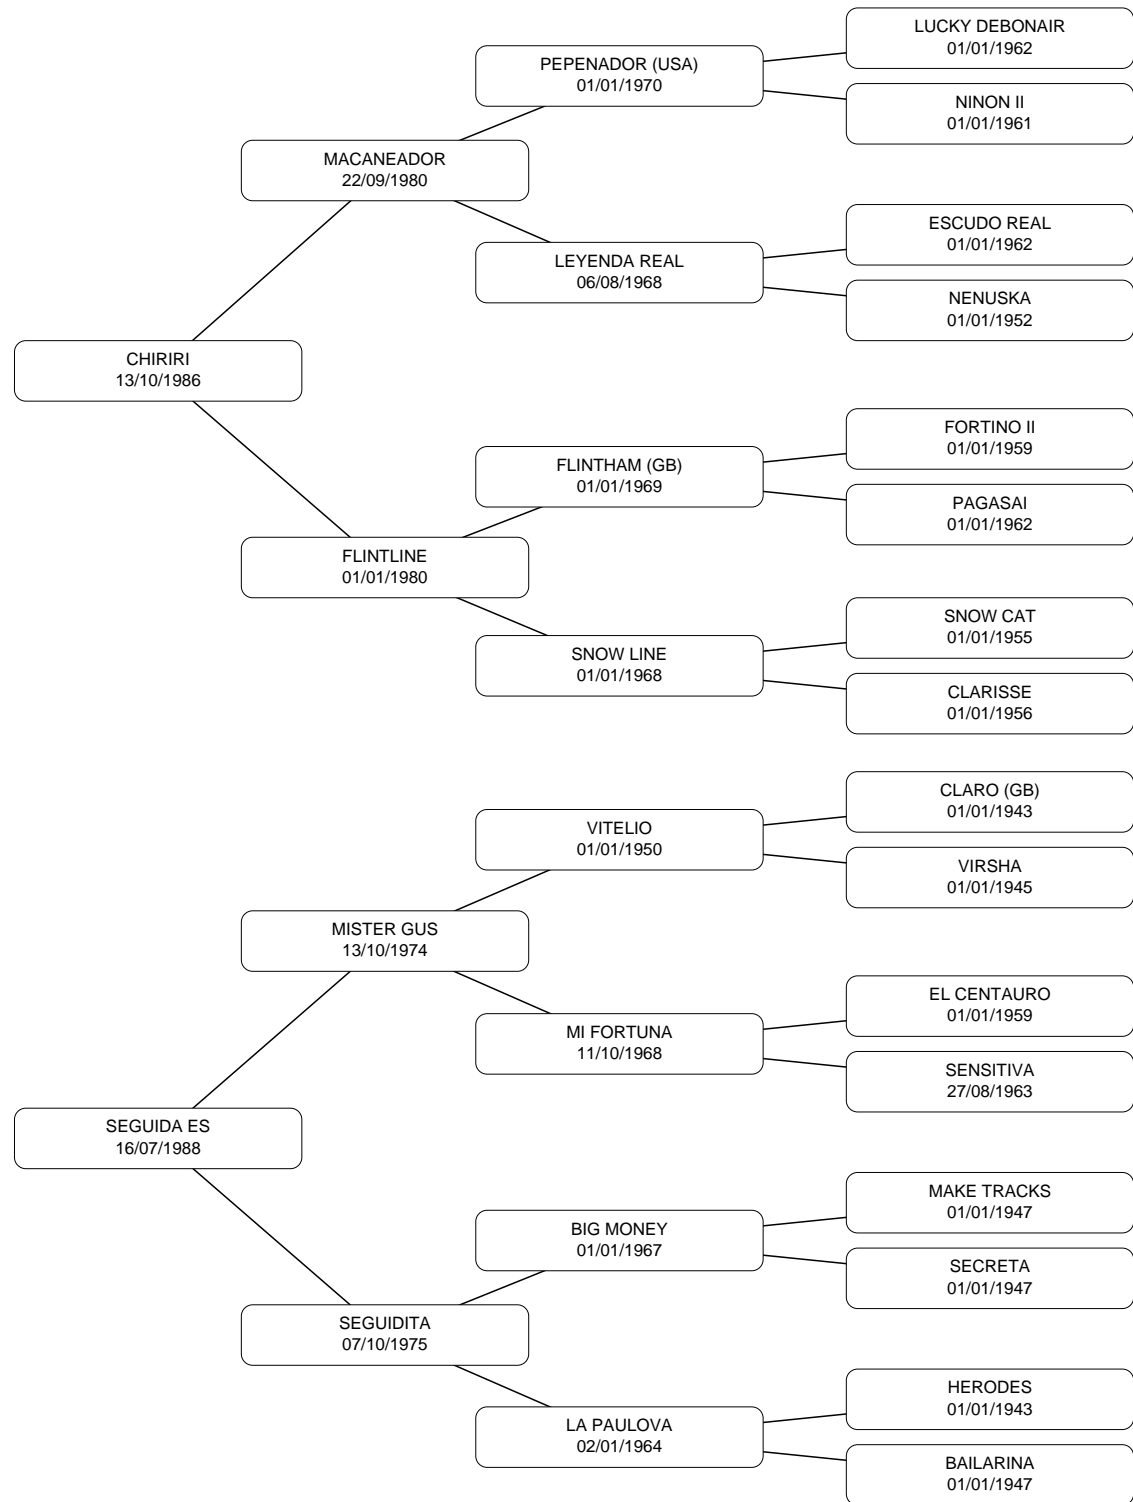 LUCKY DEBONAIR
01/01/1962
PEPENADOR (USA)
01/01/1970
NINON II
01/01/1961
MACANEADOR
22/09/1980
ESCUDO REAL
01/01/1962
LEYENDA REAL
06/08/1968
NENUSKA
01/01/1952
CHIRIRI
13/10/1986
FORTINO II
01/01/1959
FLINTHAM (GB)
01/01/1969
PAGASAI
01/01/1962
FLINTLINE
01/01/1980
SNOW CAT
01/01/1955
SNOW LINE
01/01/1968
CLARISSE
01/01/1956
CLARO (GB)
01/01/1943
VITELIO
01/01/1950
VIRSHA
01/01/1945
MISTER GUS
13/10/1974
EL CENTAURO
01/01/1959
MI FORTUNA
11/10/1968
SENSITIVA
27/08/1963
SEGUIDA ES
16/07/1988
MAKE TRACKS
01/01/1947
BIG MONEY
01/01/1967
SECRETA
01/01/1947
SEGUIDITA
07/10/1975
HERODES
01/01/1943
LA PAULOVA
02/01/1964
BAILARINA
01/01/1947